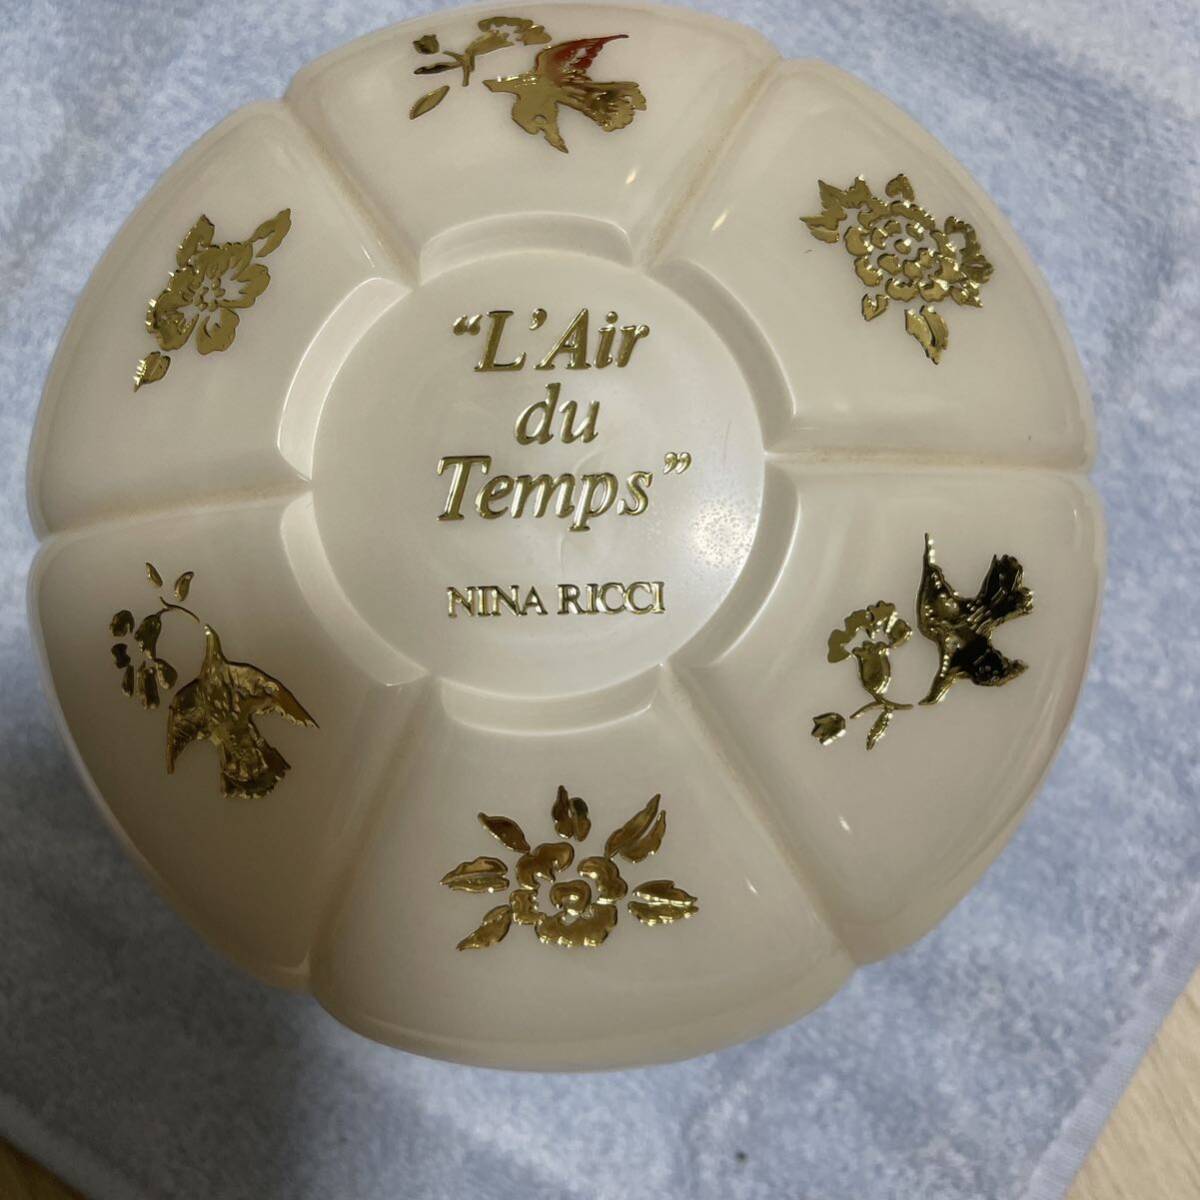 “L’Air
du
Temps”
NINA RICCI